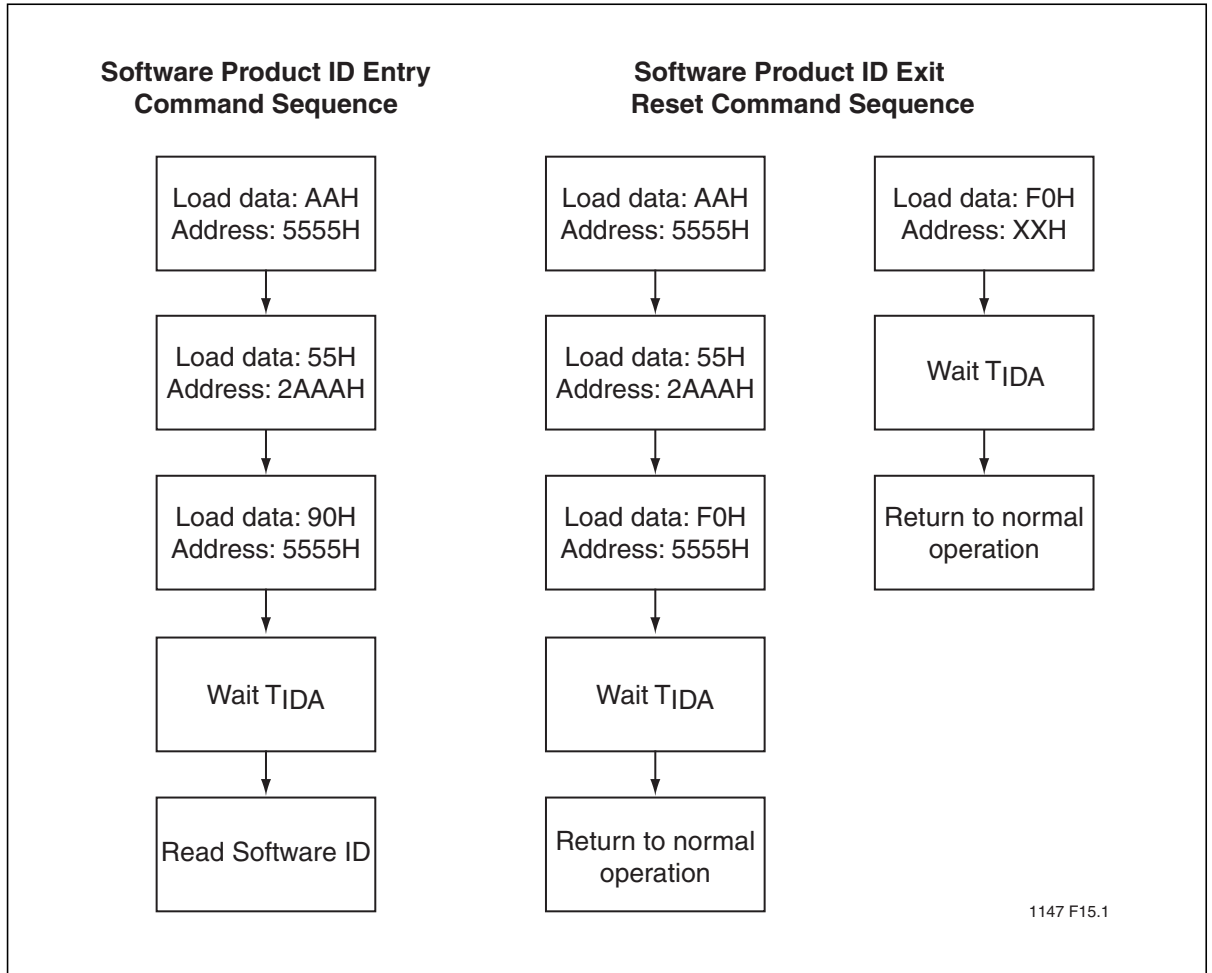 Software Product ID Entry
Command Sequence
Load data: AAH
Address: 5555H
Load data: 55H
Address: 2AAAH
Load data: 90H
Address: 5555H
Wait TIDA
Read Software ID
Software Product ID Exit
Reset Command Sequence
Load data: AAH
Address: 5555H
Load data: 55H
Address: 2AAAH
Load data: F0H
Address: 5555H
Wait TIDA
Return to normal
operation
Load data: F0H
Address: XXH
Wait TIDA
Return to normal
operation
1147 F15.1